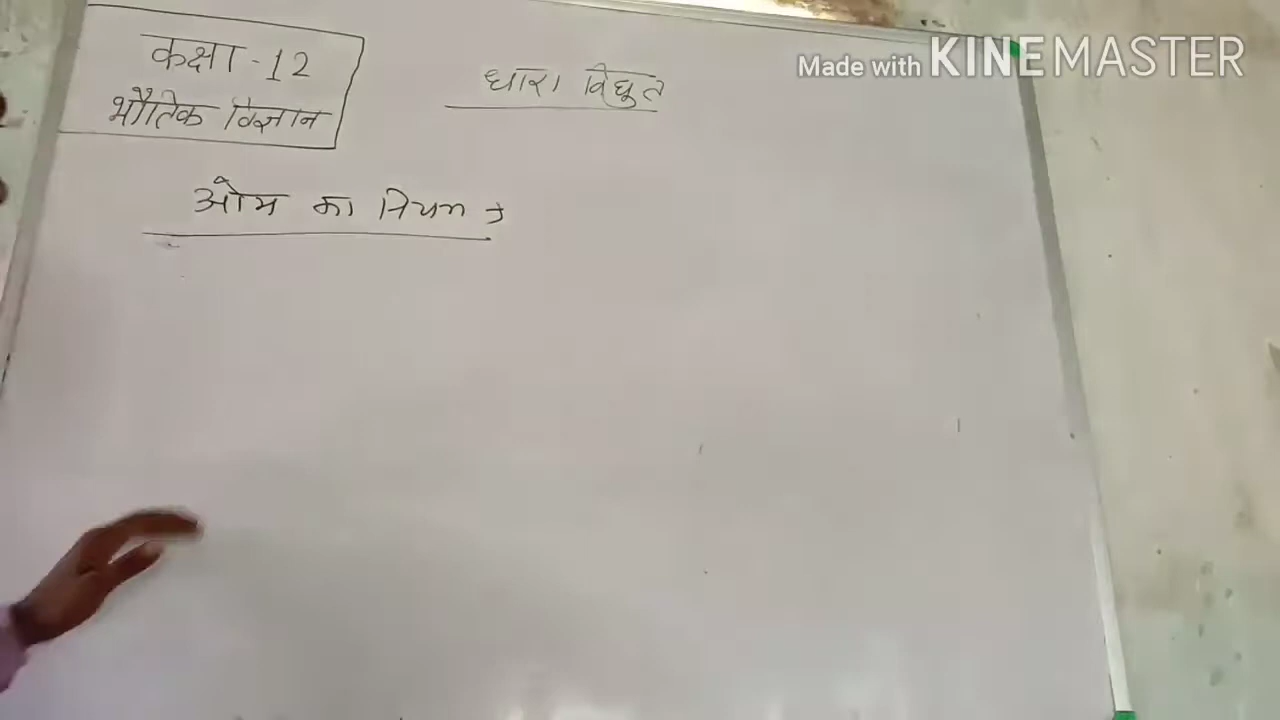 कक्षा - 12
भौतिक विज्ञान
धारा विद्युत
ओम का नियम →
Made with KINEMASTER